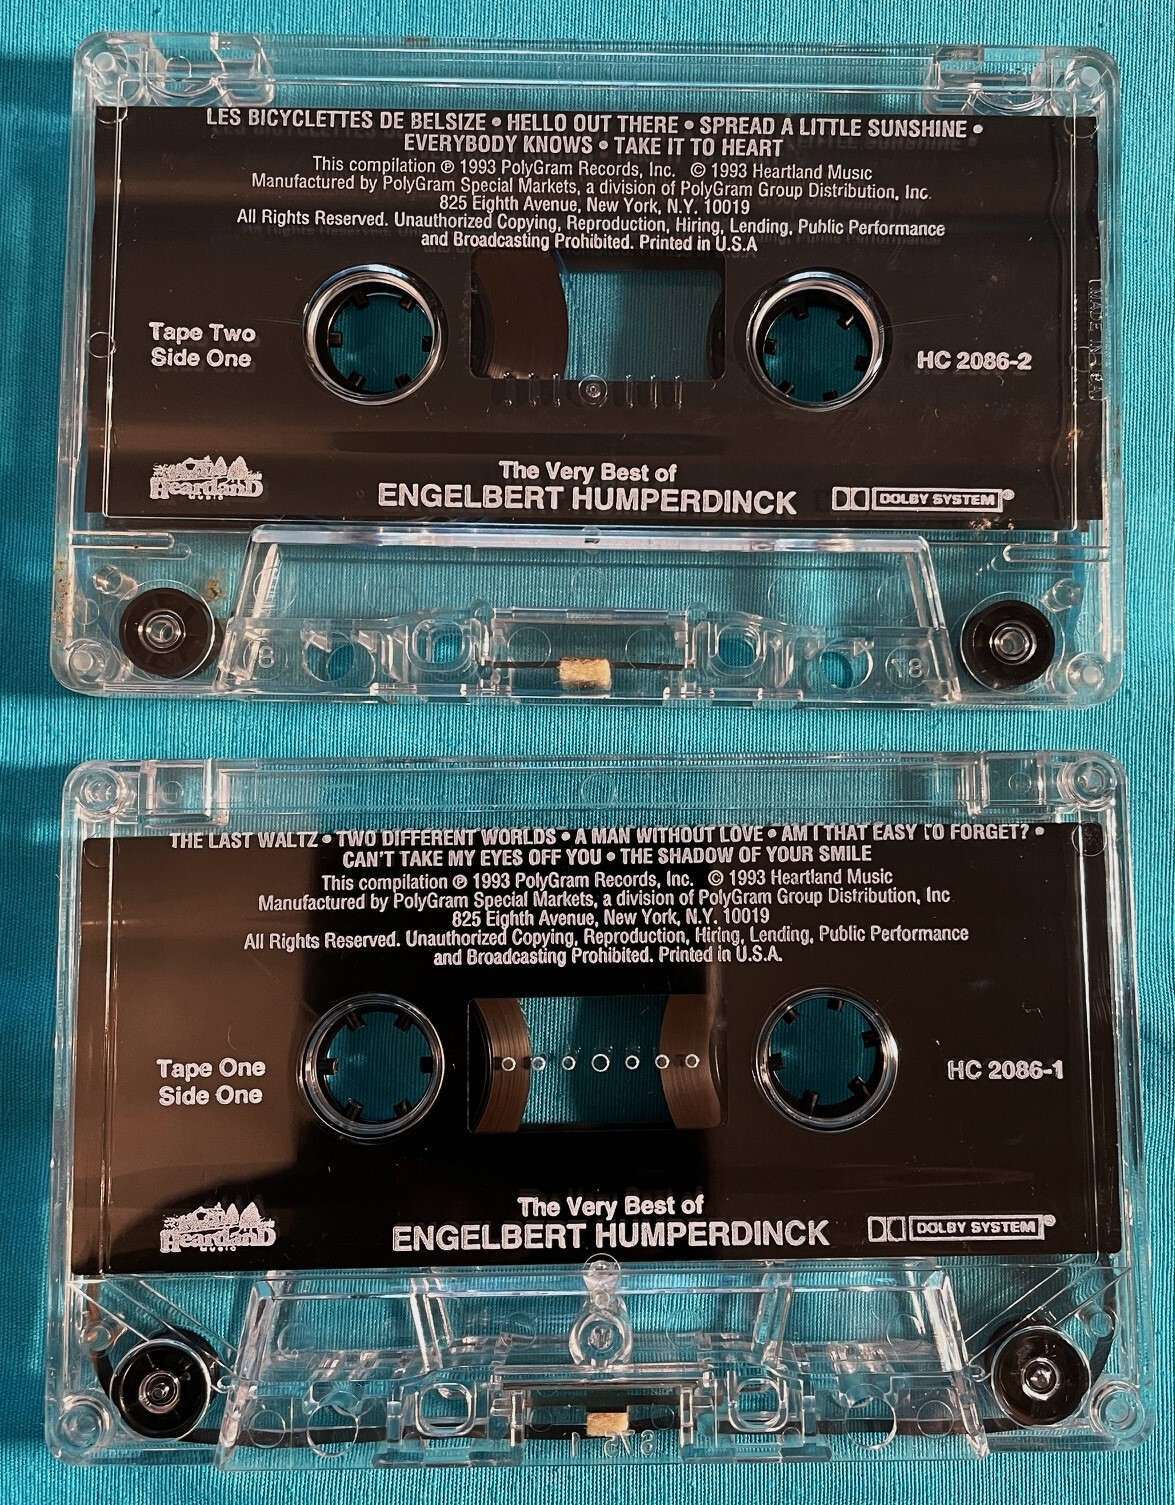 LES BICYCLETTES DE BELSIZE • HELLO OUT THERE • SPREAD A LITTLE SUNSHINE •
EVERYBODY KNOWS • TAKE IT TO HEART
This compilation ℗ 1993 PolyGram Records, Inc. © 1993 Heartland Music
Manufactured by PolyGram Special Markets, a division of PolyGram Group Distribution, Inc.
825 Eighth Avenue, New York, N.Y. 10019
All Rights Reserved. Unauthorized Copying, Reproduction, Hiring, Lending, Public Performance
and Broadcasting Prohibited. Printed in U.S.A
Tape Two
Side One
HC 2086-2
MADE IN
HeartlanD
MUSIC
The Very Best of
ENGELBERT HUMPERDINCK
DOLBY SYSTEM®
THE LAST WALTZ • TWO DIFFERENT WORLDS • A MAN WITHOUT LOVE • AM I THAT EASY TO FORGET? •
CAN'T TAKE MY EYES OFF YOU • THE SHADOW OF YOUR SMILE
This compilation ℗ 1993 PolyGram Records, Inc. © 1993 Heartland Music
Manufactured by PolyGram Special Markets, a division of PolyGram Group Distribution, Inc
825 Eighth Avenue, New York, N.Y. 10019
All Rights Reserved. Unauthorized Copying, Reproduction, Hiring, Lending, Public Performance
and Broadcasting Prohibited. Printed in U.S.A.
Tape One
Side One
HC 2086-1
HeartlanD
MUSIC
The Very Best of
ENGELBERT HUMPERDINCK
DOLBY SYSTEM®